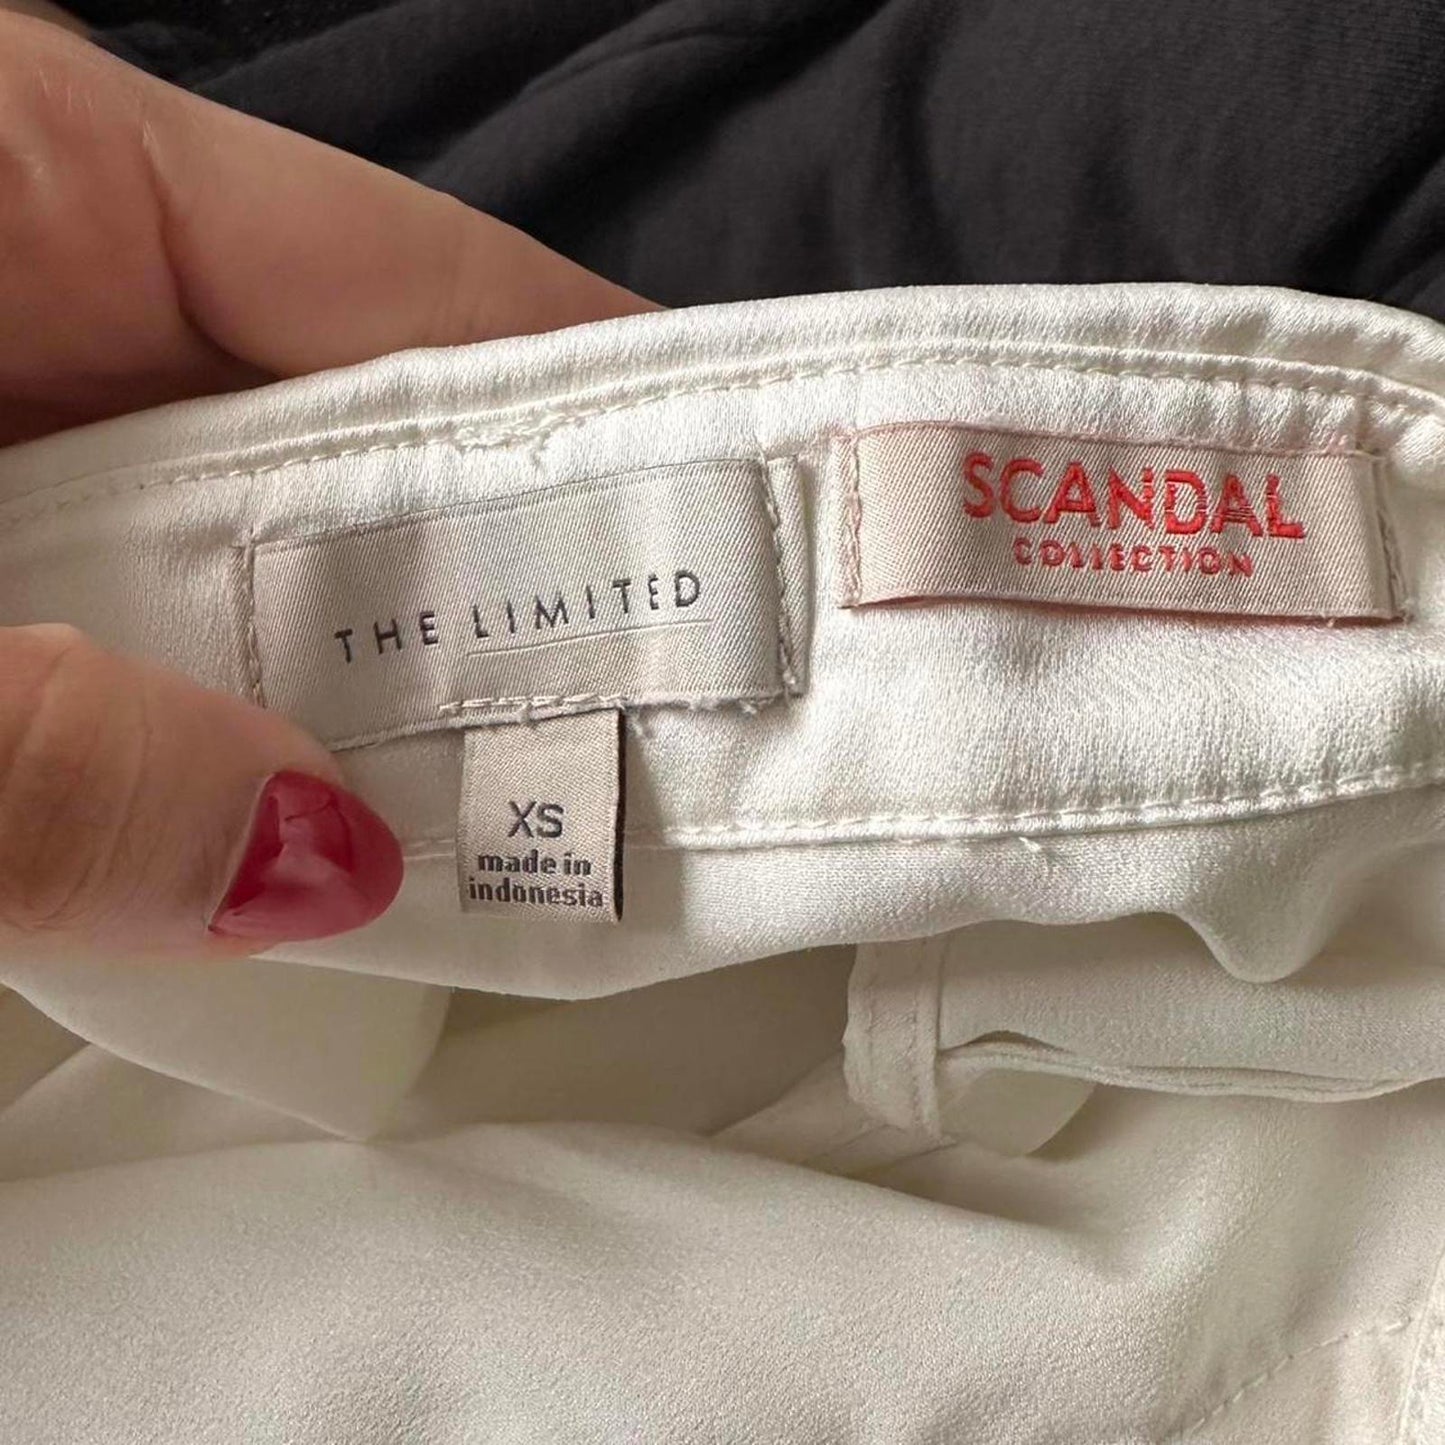 THE LIMITED
XS
made in
indonesia
SCANDAL
COLLECTION